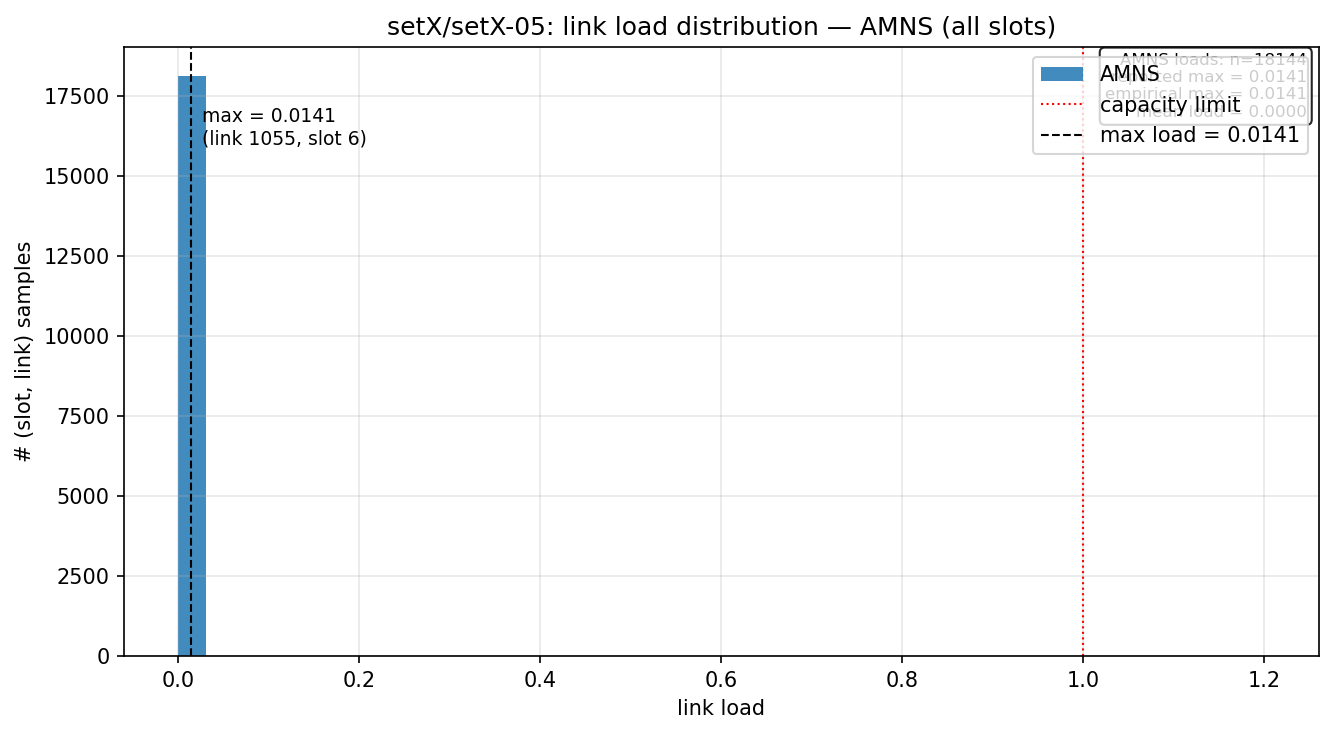 setX/setX-05: link load distribution — AMNS (all slots)
# (slot, link) samples
17500
15000
12500
10000
7500
5000
2500
0
max = 0.0141
(link 1055, slot 6)
AMNS loads: n=18144
max = 0.0141
empirical max = 0.0141
mean load = 0.0000
AMNS
capacity limit
max load = 0.0141
0.0
0.2
0.4
0.6
0.8
1.0
1.2
link load